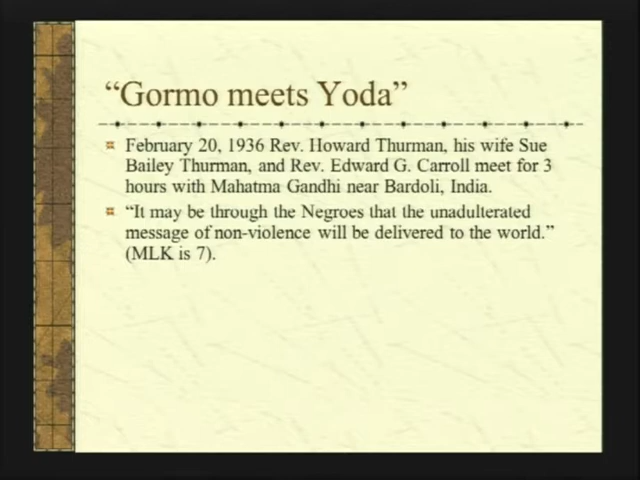 “Gormo meets Yoda”
February 20, 1936 Rev. Howard Thurman, his wife Sue
Bailey Thurman, and Rev. Edward G. Carroll meet for 3
hours with Mahatma Gandhi near Bardoli, India.
“It may be through the Negroes that the unadulterated
message of non-violence will be delivered to the world.”
(MLK is 7).